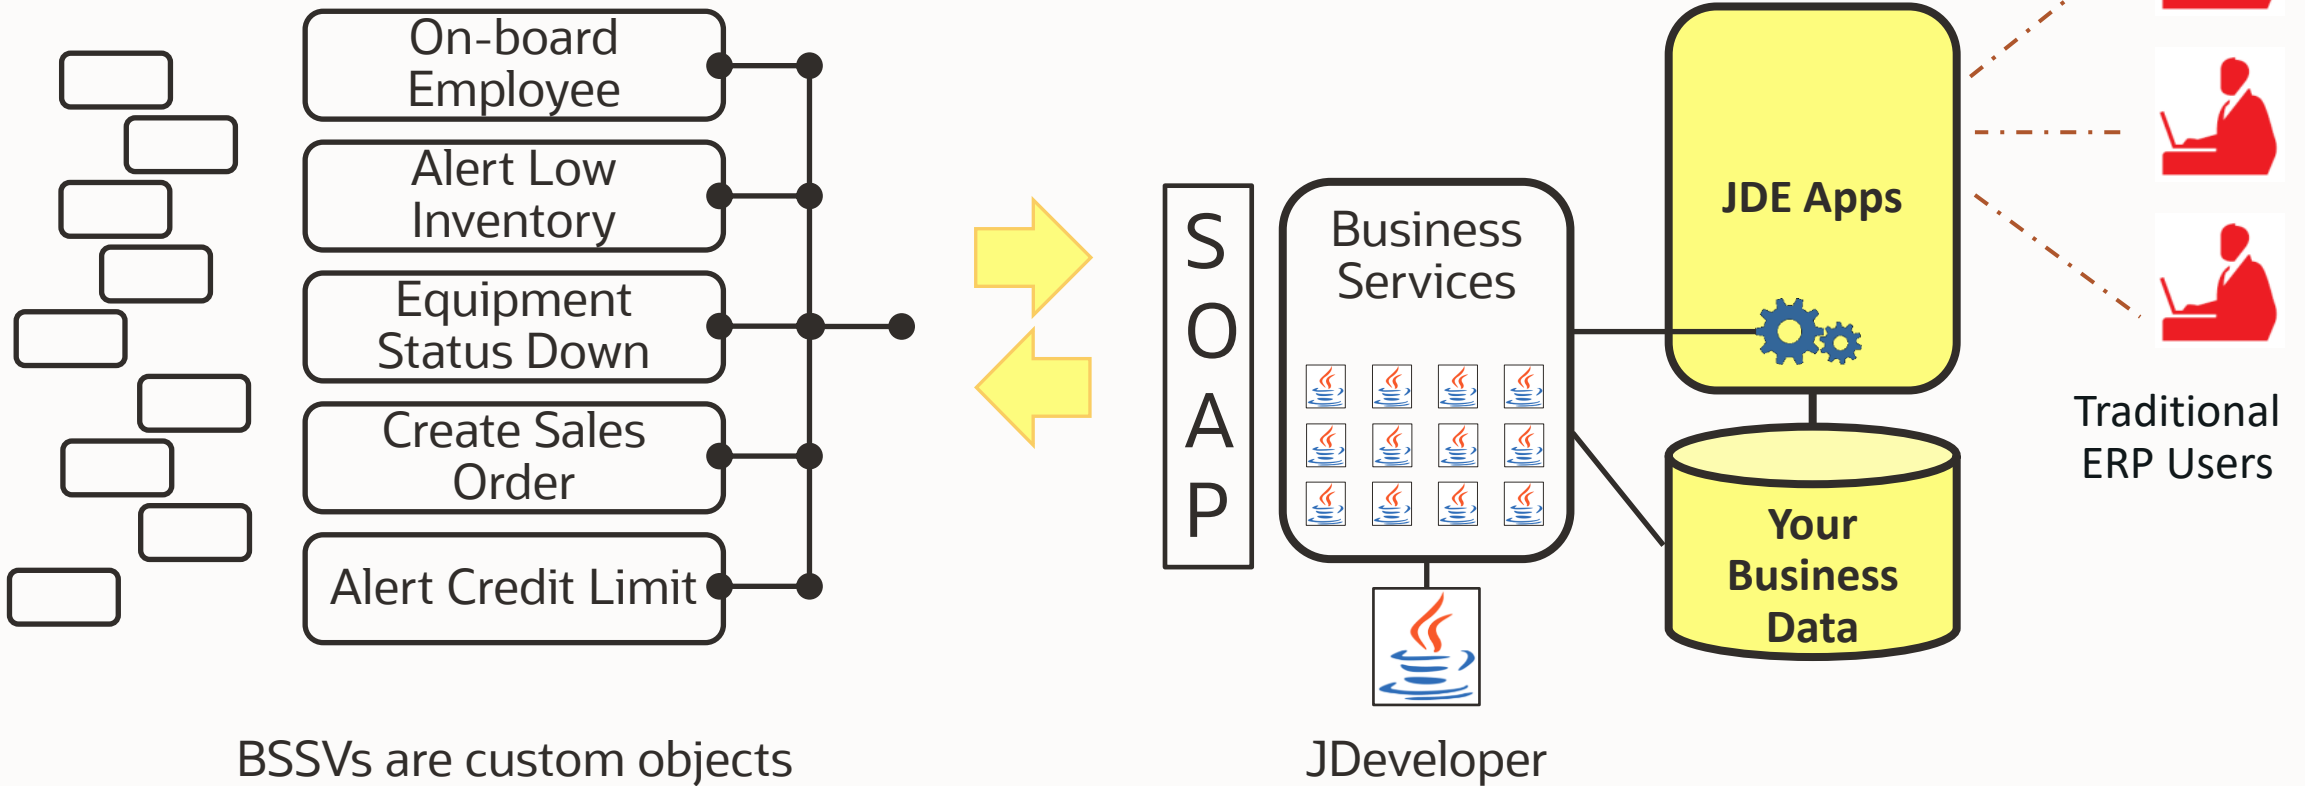 On-board
Employee
Alert Low
Inventory
Equipment
Status Down
Create Sales
Order
Alert Credit Limit
BSSVs are custom objects
S
O
A
P
Business
Services
JDeveloper
JDE Apps
Your
Business
Data
Traditional
ERP Users